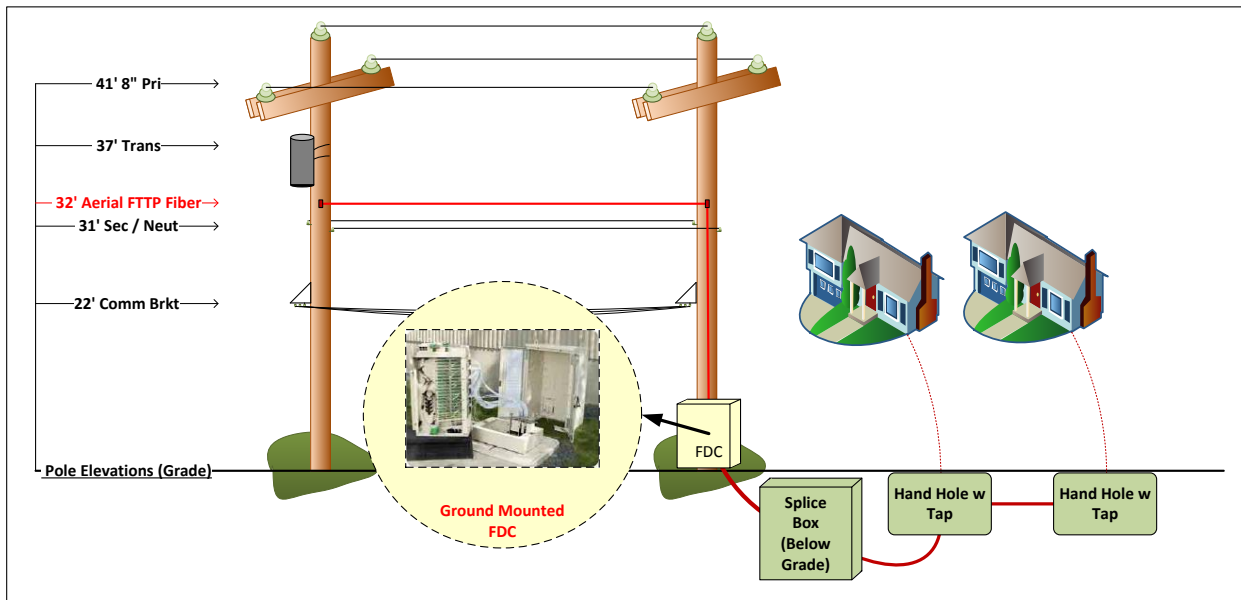 41' 8" Pri
37' Trans
32' Aerial FTTP Fiber
31' Sec / Neut
22' Comm Brkt
Pole Elevations (Grade)
Ground Mounted
FDC
FDC
Splice
Box
(Below
Grade)
Hand Hole w
Tap
Hand Hole w
Tap